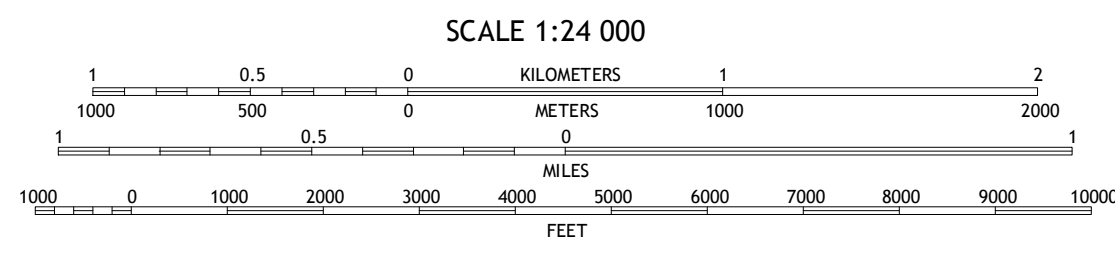 SCALE 1:24 000
1 0.5 0 KILOMETERS 1 2
1000 500 0 METERS 1000 2000
1 0.5 0 1
MILES
1000 0 1000 2000 3000 4000 5000 6000 7000 8000 9000 10000
FEET